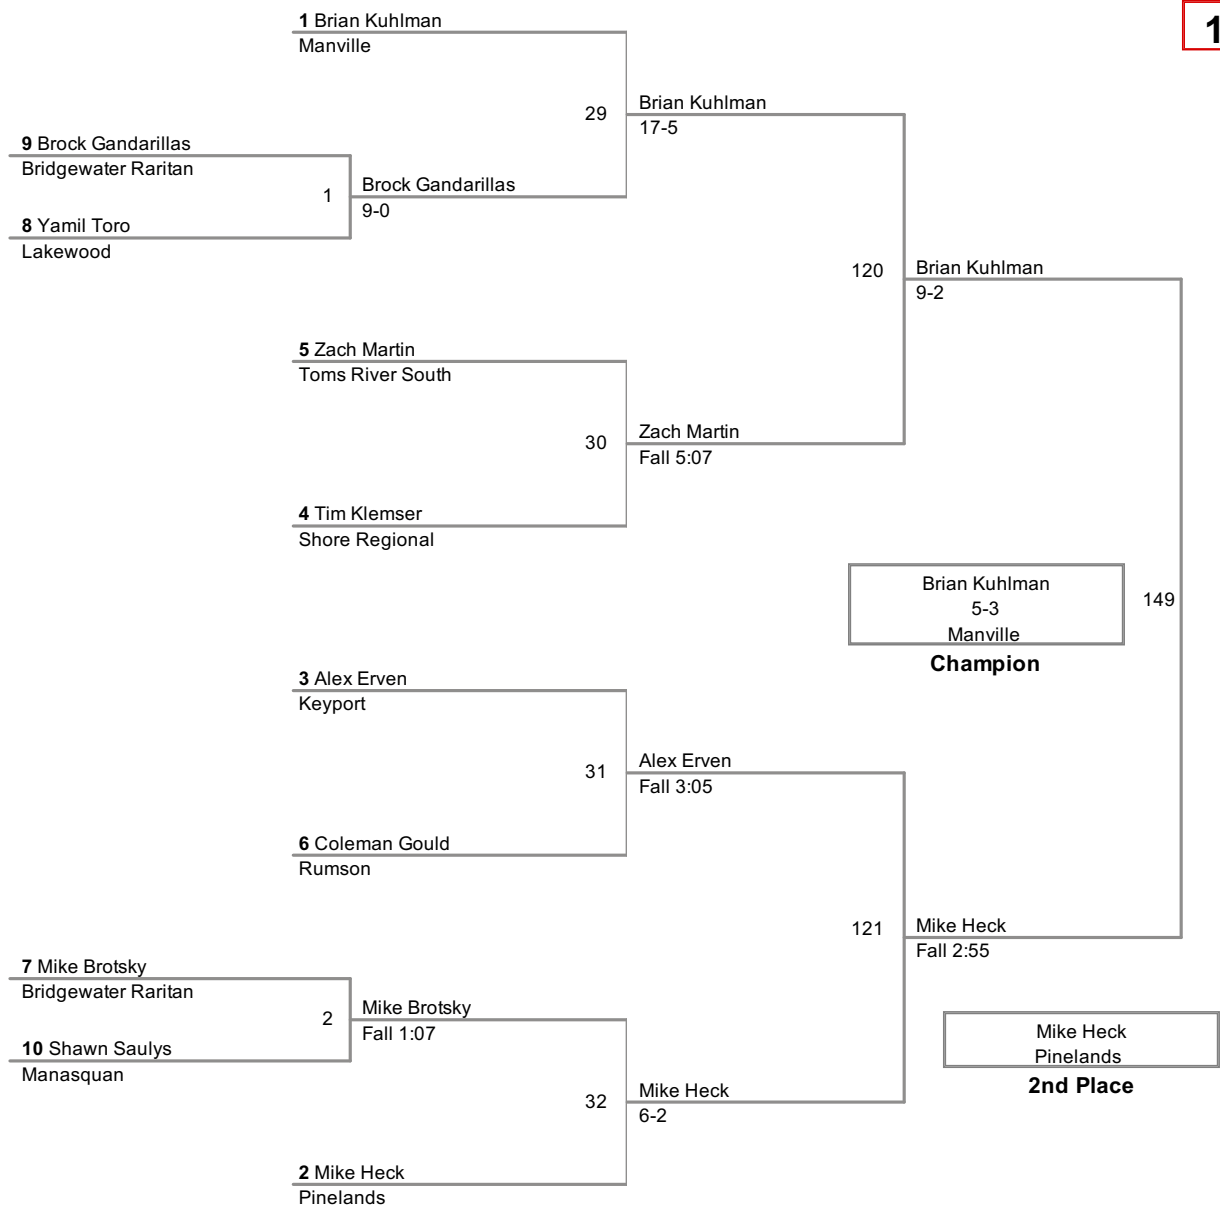 1 Brian Kuhlman
Manville
1
29
Brian Kuhlman
17-5
9 Brock Gandarillas
Bridgewater Raritan
1
Brock Gandarillas
9-0
8 Yamil Toro
Lakewood
120
Brian Kuhlman
9-2
5 Zach Martin
Toms River South
30
Zach Martin
Fall 5:07
4 Tim Klemser
Shore Regional
Brian Kuhlman
5-3
Manville
Champion
149
3 Alex Erven
Keyport
31
Alex Erven
Fall 3:05
6 Coleman Gould
Rumson
121
Mike Heck
Fall 2:55
7 Mike Brotsky
Bridgewater Raritan
2
Mike Brotsky
Fall 1:07
10 Shawn Saulys
Manasquan
Mike Heck
Pinelands
2nd Place
32
Mike Heck
6-2
2 Mike Heck
Pinelands